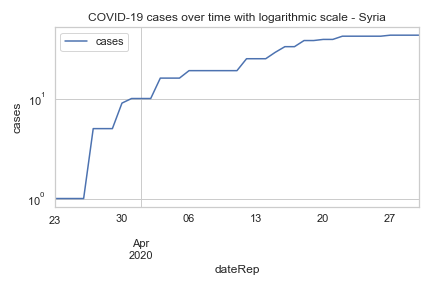 COVID-19 cases over time with logarithmic scale - Syria
cases
10¹
10⁰
cases
23 30 06 13 20 27
Apr
2020
dateRep